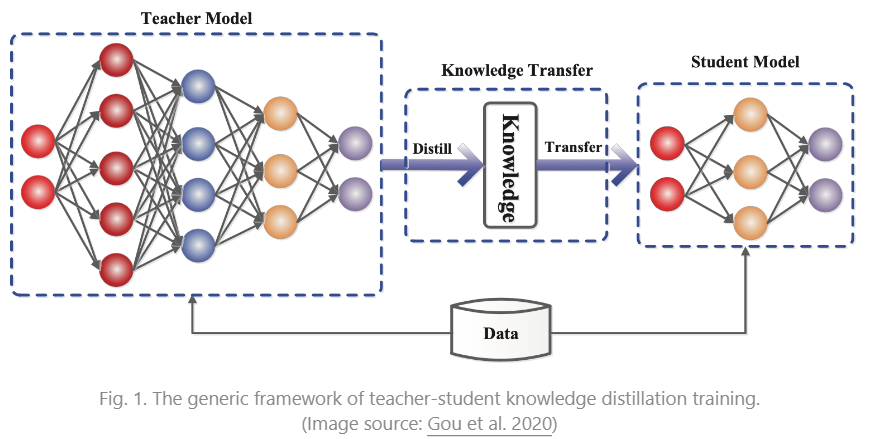 Teacher Model
Knowledge Transfer
Student Model
Distill
Knowledge
Transfer
Data
Fig. 1. The generic framework of teacher-student knowledge distillation training.
(Image source: Gou et al. 2020)